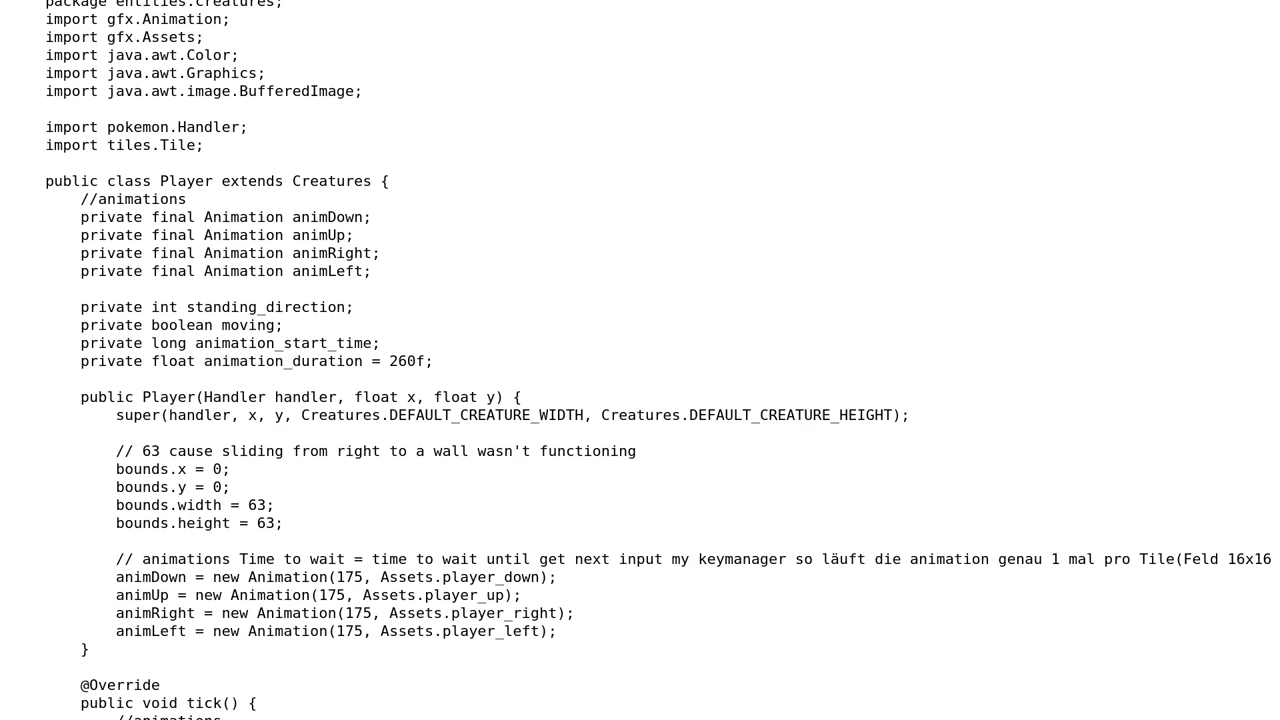 package entities.creatures;
import gfx.Animation;
import gfx.Assets;
import java.awt.Color;
import java.awt.Graphics;
import java.awt.image.BufferedImage;

import pokemon.Handler;
import tiles.Tile;

public class Player extends Creatures {
    //animations
    private final Animation animDown;
    private final Animation animUp;
    private final Animation animRight;
    private final Animation animLeft;

    private int standing_direction;
    private boolean moving;
    private long animation_start_time;
    private float animation_duration = 260f;

    public Player(Handler handler, float x, float y) {
        super(handler, x, y, Creatures.DEFAULT_CREATURE_WIDTH, Creatures.DEFAULT_CREATURE_HEIGHT);

        // 63 cause sliding from right to a wall wasn't functioning
        bounds.x = 0;
        bounds.y = 0;
        bounds.width = 63;
        bounds.height = 63;

        // animations Time to wait = time to wait until get next input my keymanager so läuft die animation genau 1 mal pro Tile(Feld 16x16
        animDown = new Animation(175, Assets.player_down);
        animUp = new Animation(175, Assets.player_up);
        animRight = new Animation(175, Assets.player_right);
        animLeft = new Animation(175, Assets.player_left);
    }

    @Override
    public void tick() {
        //animations